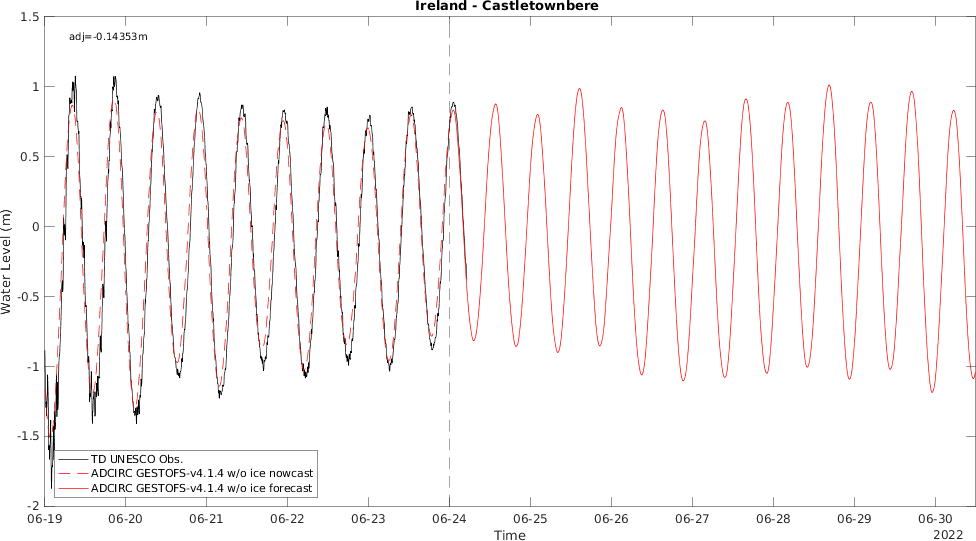 Ireland - Castletownbere
adj=-0.14353m
1.5
1
0.5
0
-0.5
-1
-1.5
-2
Water Level (m)
TD UNESCO Obs.
ADCIRC GESTOFS-v4.1.4 w/o ice nowcast
ADCIRC GESTOFS-v4.1.4 w/o ice forecast
06-19 06-20 06-21 06-22 06-23 06-24 06-25 06-26 06-27 06-28 06-29 06-30
2022
Time